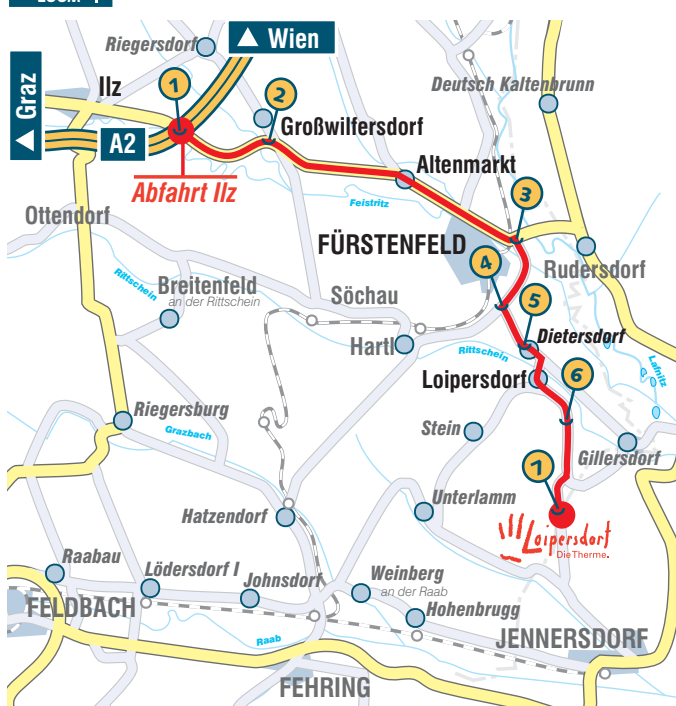 Riegersdorf
▲ Wien
Ilz
1
2
Deutsch Kaltenbrunn
▲ Graz
A2
Großwilfersdorf
Altenmarkt
Abfahrt Ilz
3
Feistritz
Ottendorf
FÜRSTENFELD
4
Rudersdorf
Rittschein
Breitenfeld
an der Rittschein
Söchau
5
Dietersdorf
Hartl
Rittschein
Lafnitz
Loipersdorf
6
Riegersburg
Grazbach
Stein
Gillersdorf
7
Unterlamm
Hatzendorf
Loipersdorf
Die Therme.
Raabau
Lödersdorf I
Johnsdorf
Weinberg
an der Raab
FELDBACH
Hohenbrugg
Raab
JENNERSDORF
FEHRING